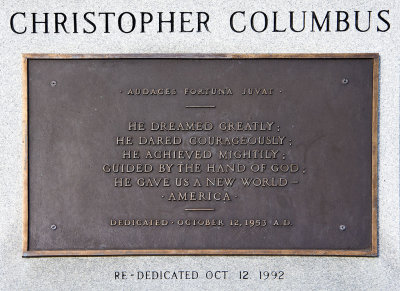 CHRISTOPHER COLUMBUS
· AUDACES FORTUNA JUVAT ·
HE DREAMED GREATLY;
HE DARED COURAGEOUSLY;
HE ACHIEVED MIGHTILY;
GUIDED BY THE HAND OF GOD;
HE GAVE US A NEW WORLD—
· AMERICA ·
DEDICATED · OCTOBER 12, 1953 A.D.
RE-DEDICATED OCT. 12. 1992